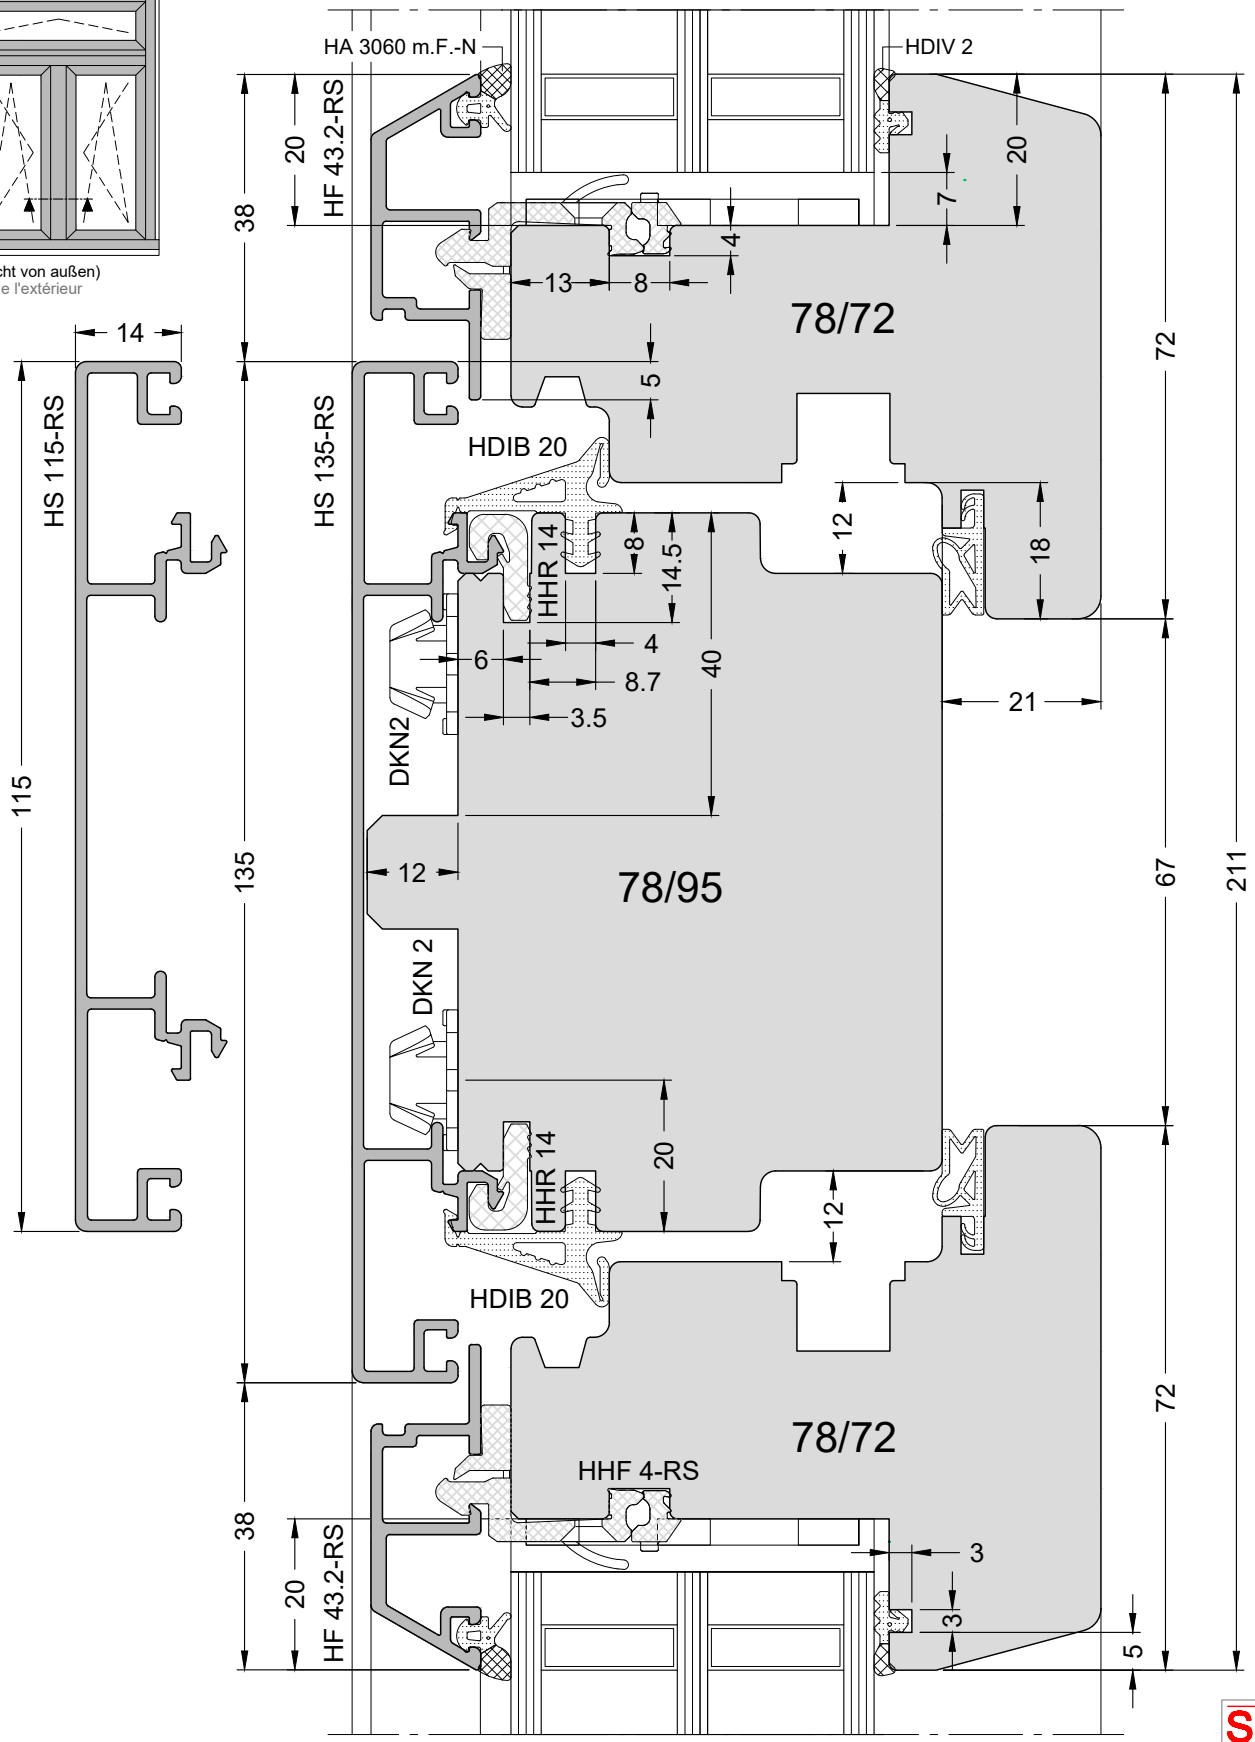 HA 3060 m.F.-N
HDIV 2
HF 43.2-RS
20
38
20
7
4
13
8
78/72
72
cht von außen)
e l'extérieur
14
5
HS 115-RS
HS 135-RS
HDIB 20
HHR 14
8
14.5
12
18
6
4
8.7
3.5
40
21
DKN2
115
135
12
78/95
67
211
DKN 2
20
HHR 14
12
HDIB 20
78/72
72
HHF 4-RS
38
20
HF 43.2-RS
3
3
5
S